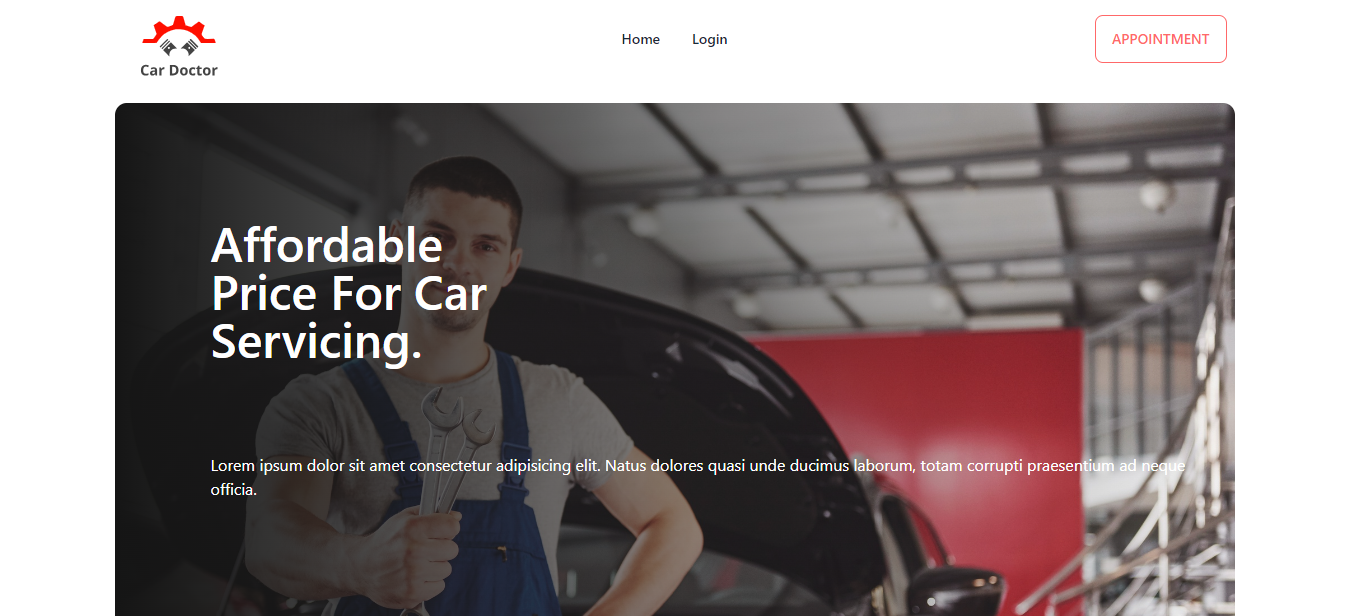 Car Doctor
Home
Login
APPOINTMENT
Affordable
Price For Car
Servicing.
Lorem ipsum dolor sit amet consectetur adipisicing elit. Natus dolores quasi unde ducimus laborum, totam corrupti praesentium ad neque
officia.